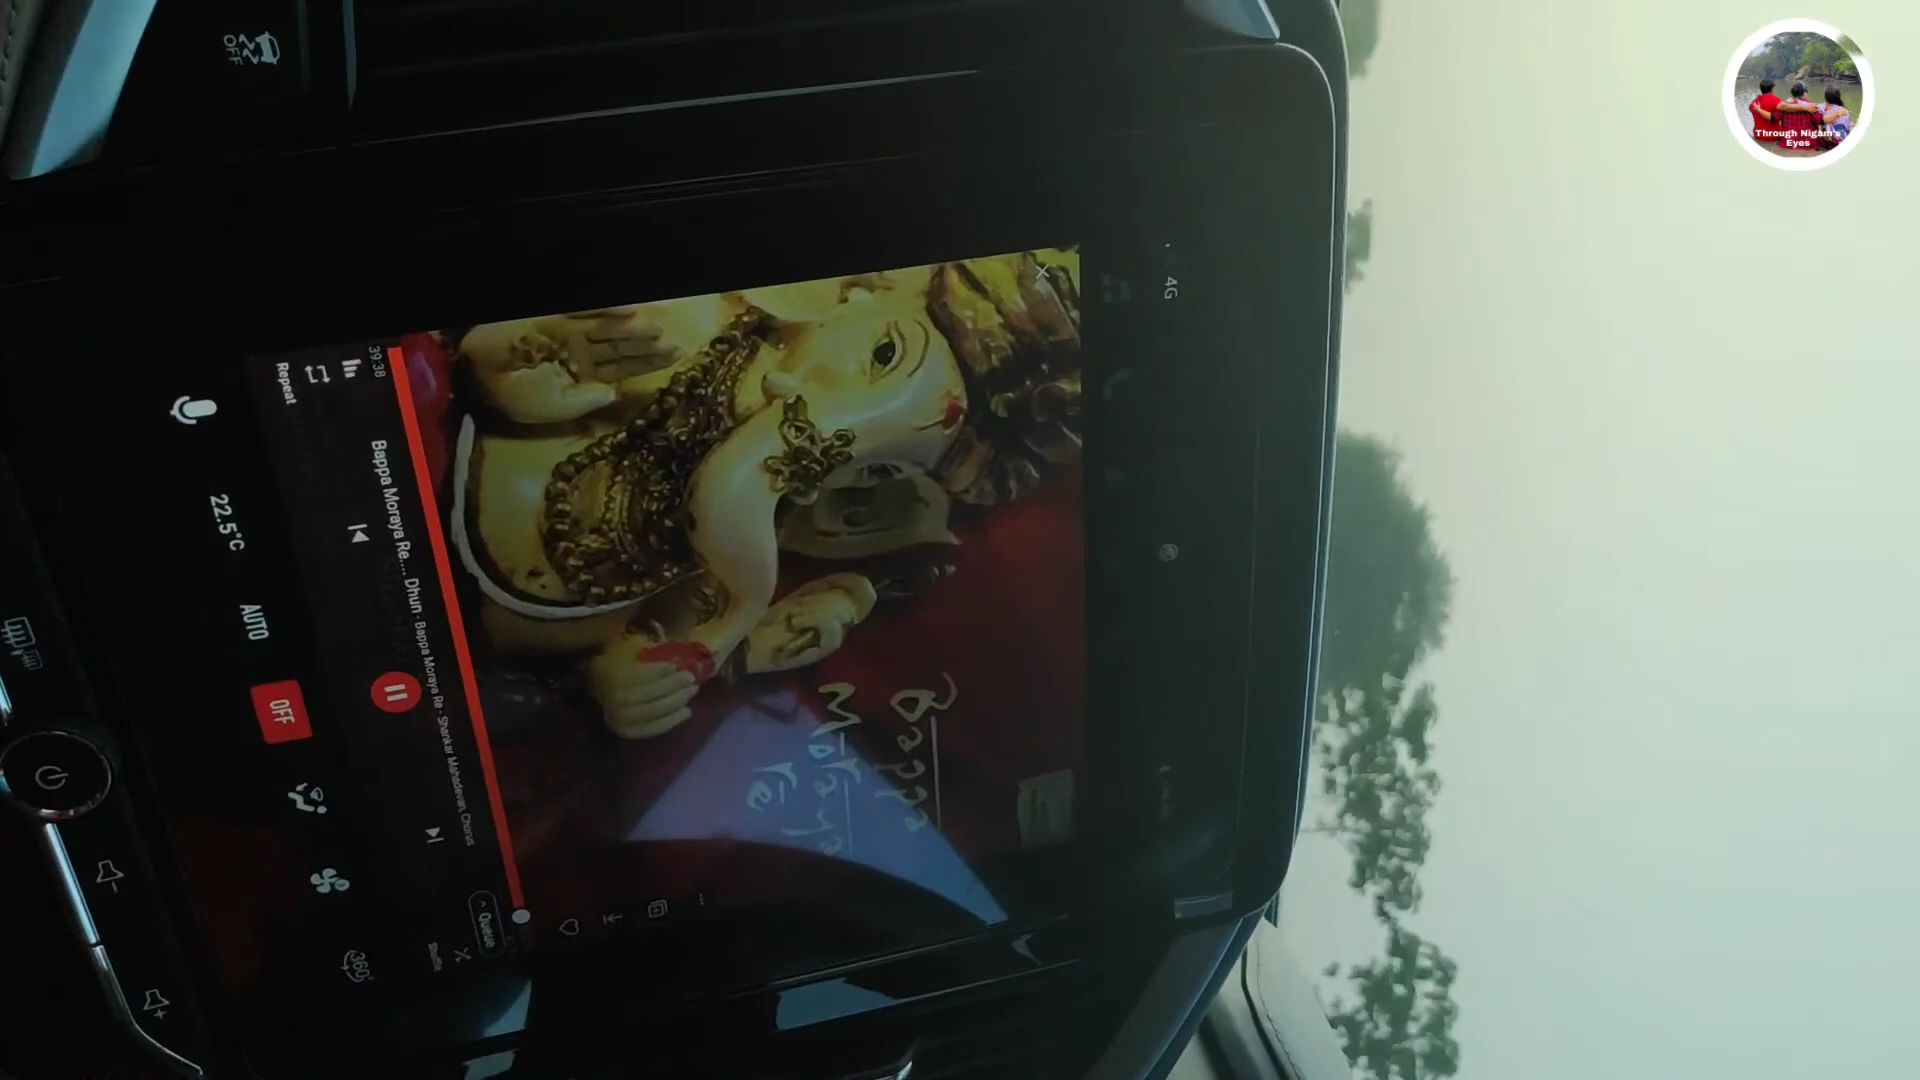 4G
Bappa
Moraya
re
Queue
39:38
Bappa Moraya Re.... Dhun - Bappa Moraya Re - Shankar Mahadevan, Chorus
Repeat
Shuffle
22.5°C
AUTO
OFF
360°
OFF
Through Nigam's
Eyes